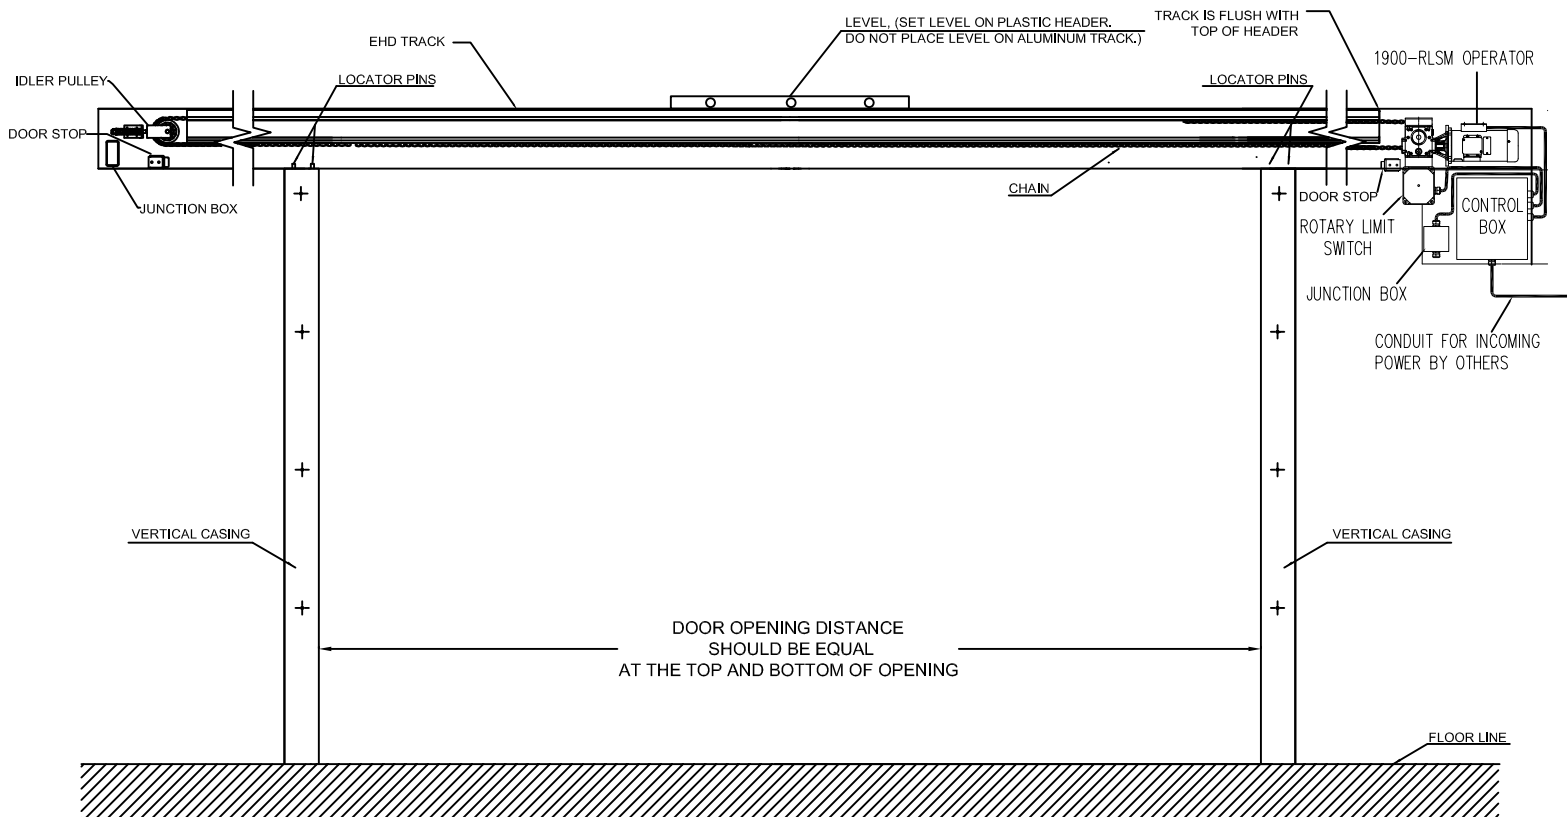 LEVEL, (SET LEVEL ON PLASTIC HEADER.
DO NOT PLACE LEVEL ON ALUMINUM TRACK.)
TRACK IS FLUSH WITH
TOP OF HEADER
EHD TRACK
1900-RLSM OPERATOR
IDLER PULLEY
LOCATOR PINS
LOCATOR PINS
DOOR STOP
JUNCTION BOX
CHAIN
DOOR STOP
CONTROL
BOX
ROTARY LIMIT
SWITCH
JUNCTION BOX
CONDUIT FOR INCOMING
POWER BY OTHERS
VERTICAL CASING
VERTICAL CASING
DOOR OPENING DISTANCE
SHOULD BE EQUAL
AT THE TOP AND BOTTOM OF OPENING
FLOOR LINE